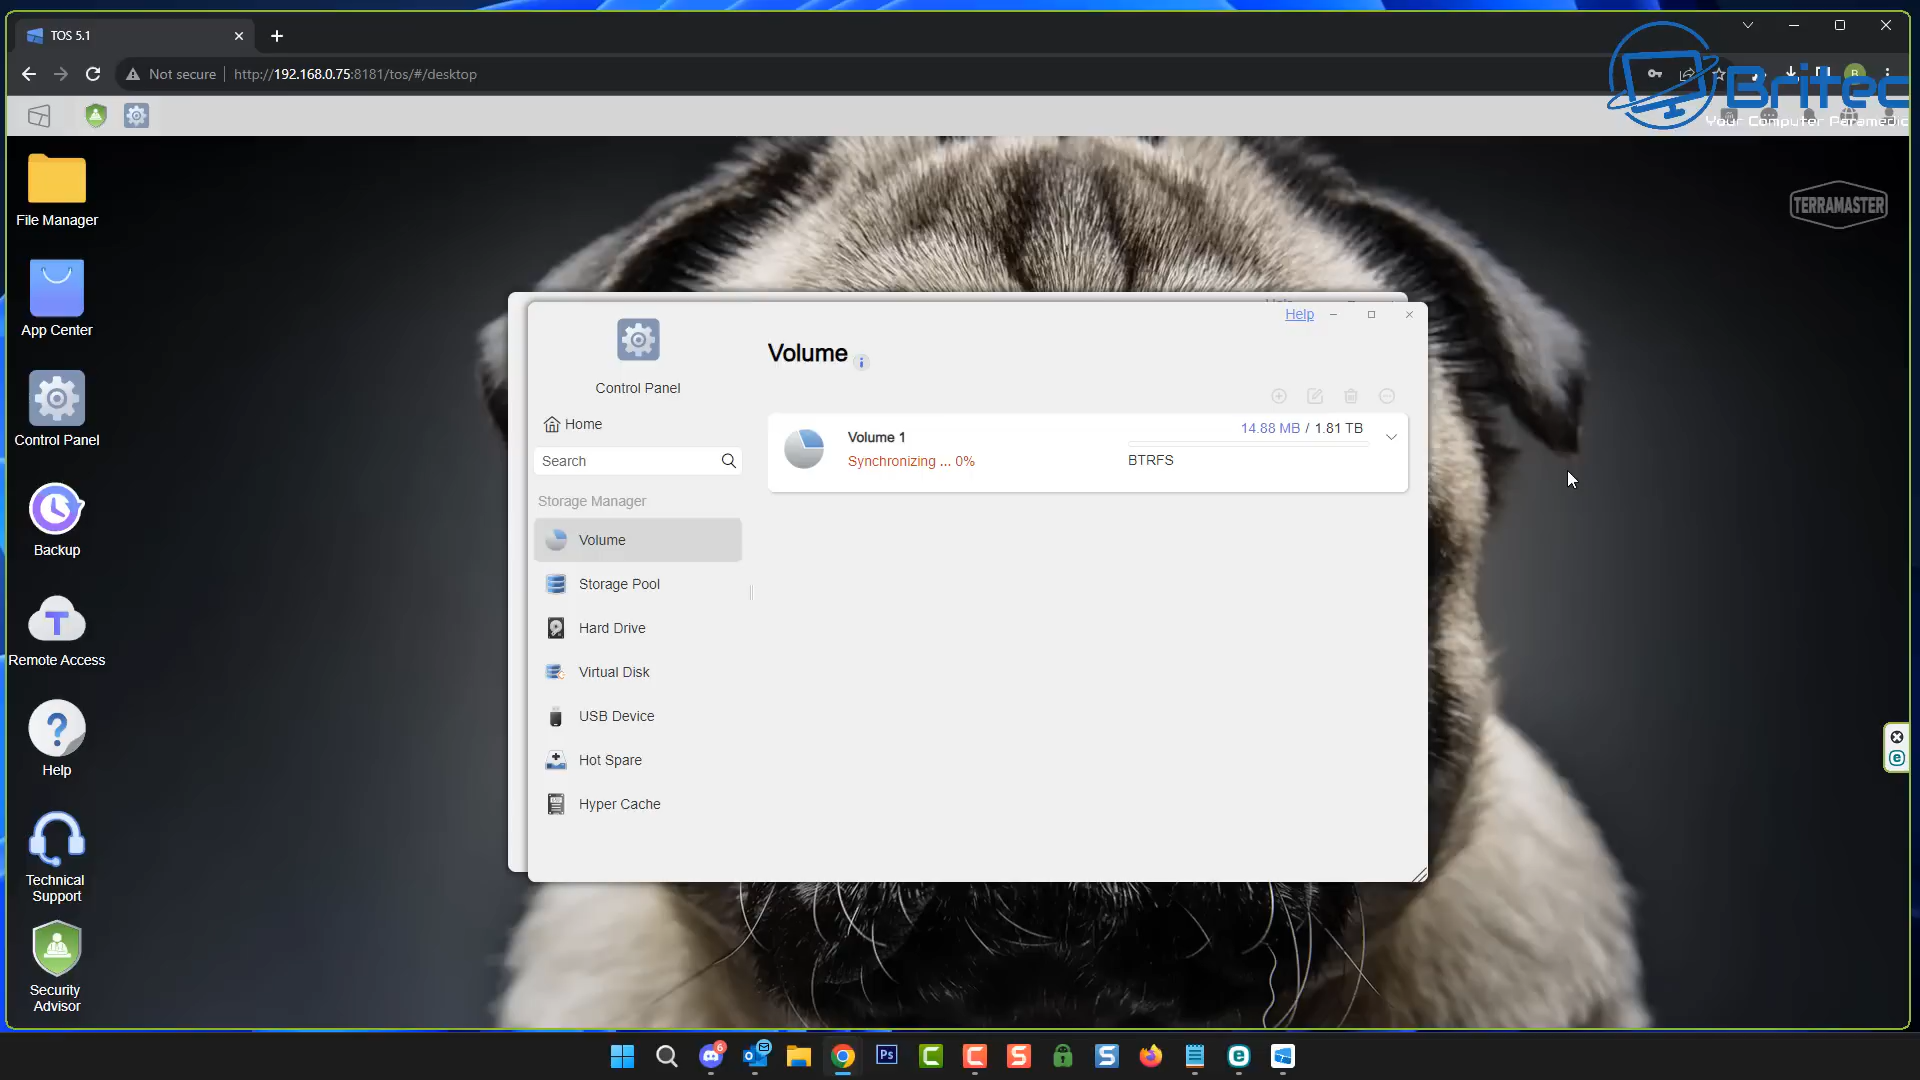 TOS 5.1
Not secure
http://192.168.0.75:8181/tos/#/desktop
B
Britec
Your Computer Paramedic
File Manager
App Center
Control Panel
Backup
T
Remote Access
?
Help
Technical
Support
Security
Advisor
TERRAMASTER
Help
Control Panel
Home
Search
Storage Manager
Volume
Storage Pool
Hard Drive
Virtual Disk
USB Device
Hot Spare
Hyper Cache
Volume
Volume 1
14.88 MB / 1.81 TB
Synchronizing ... 0%
BTRFS
e
6
Ps
C
C
S
S
e